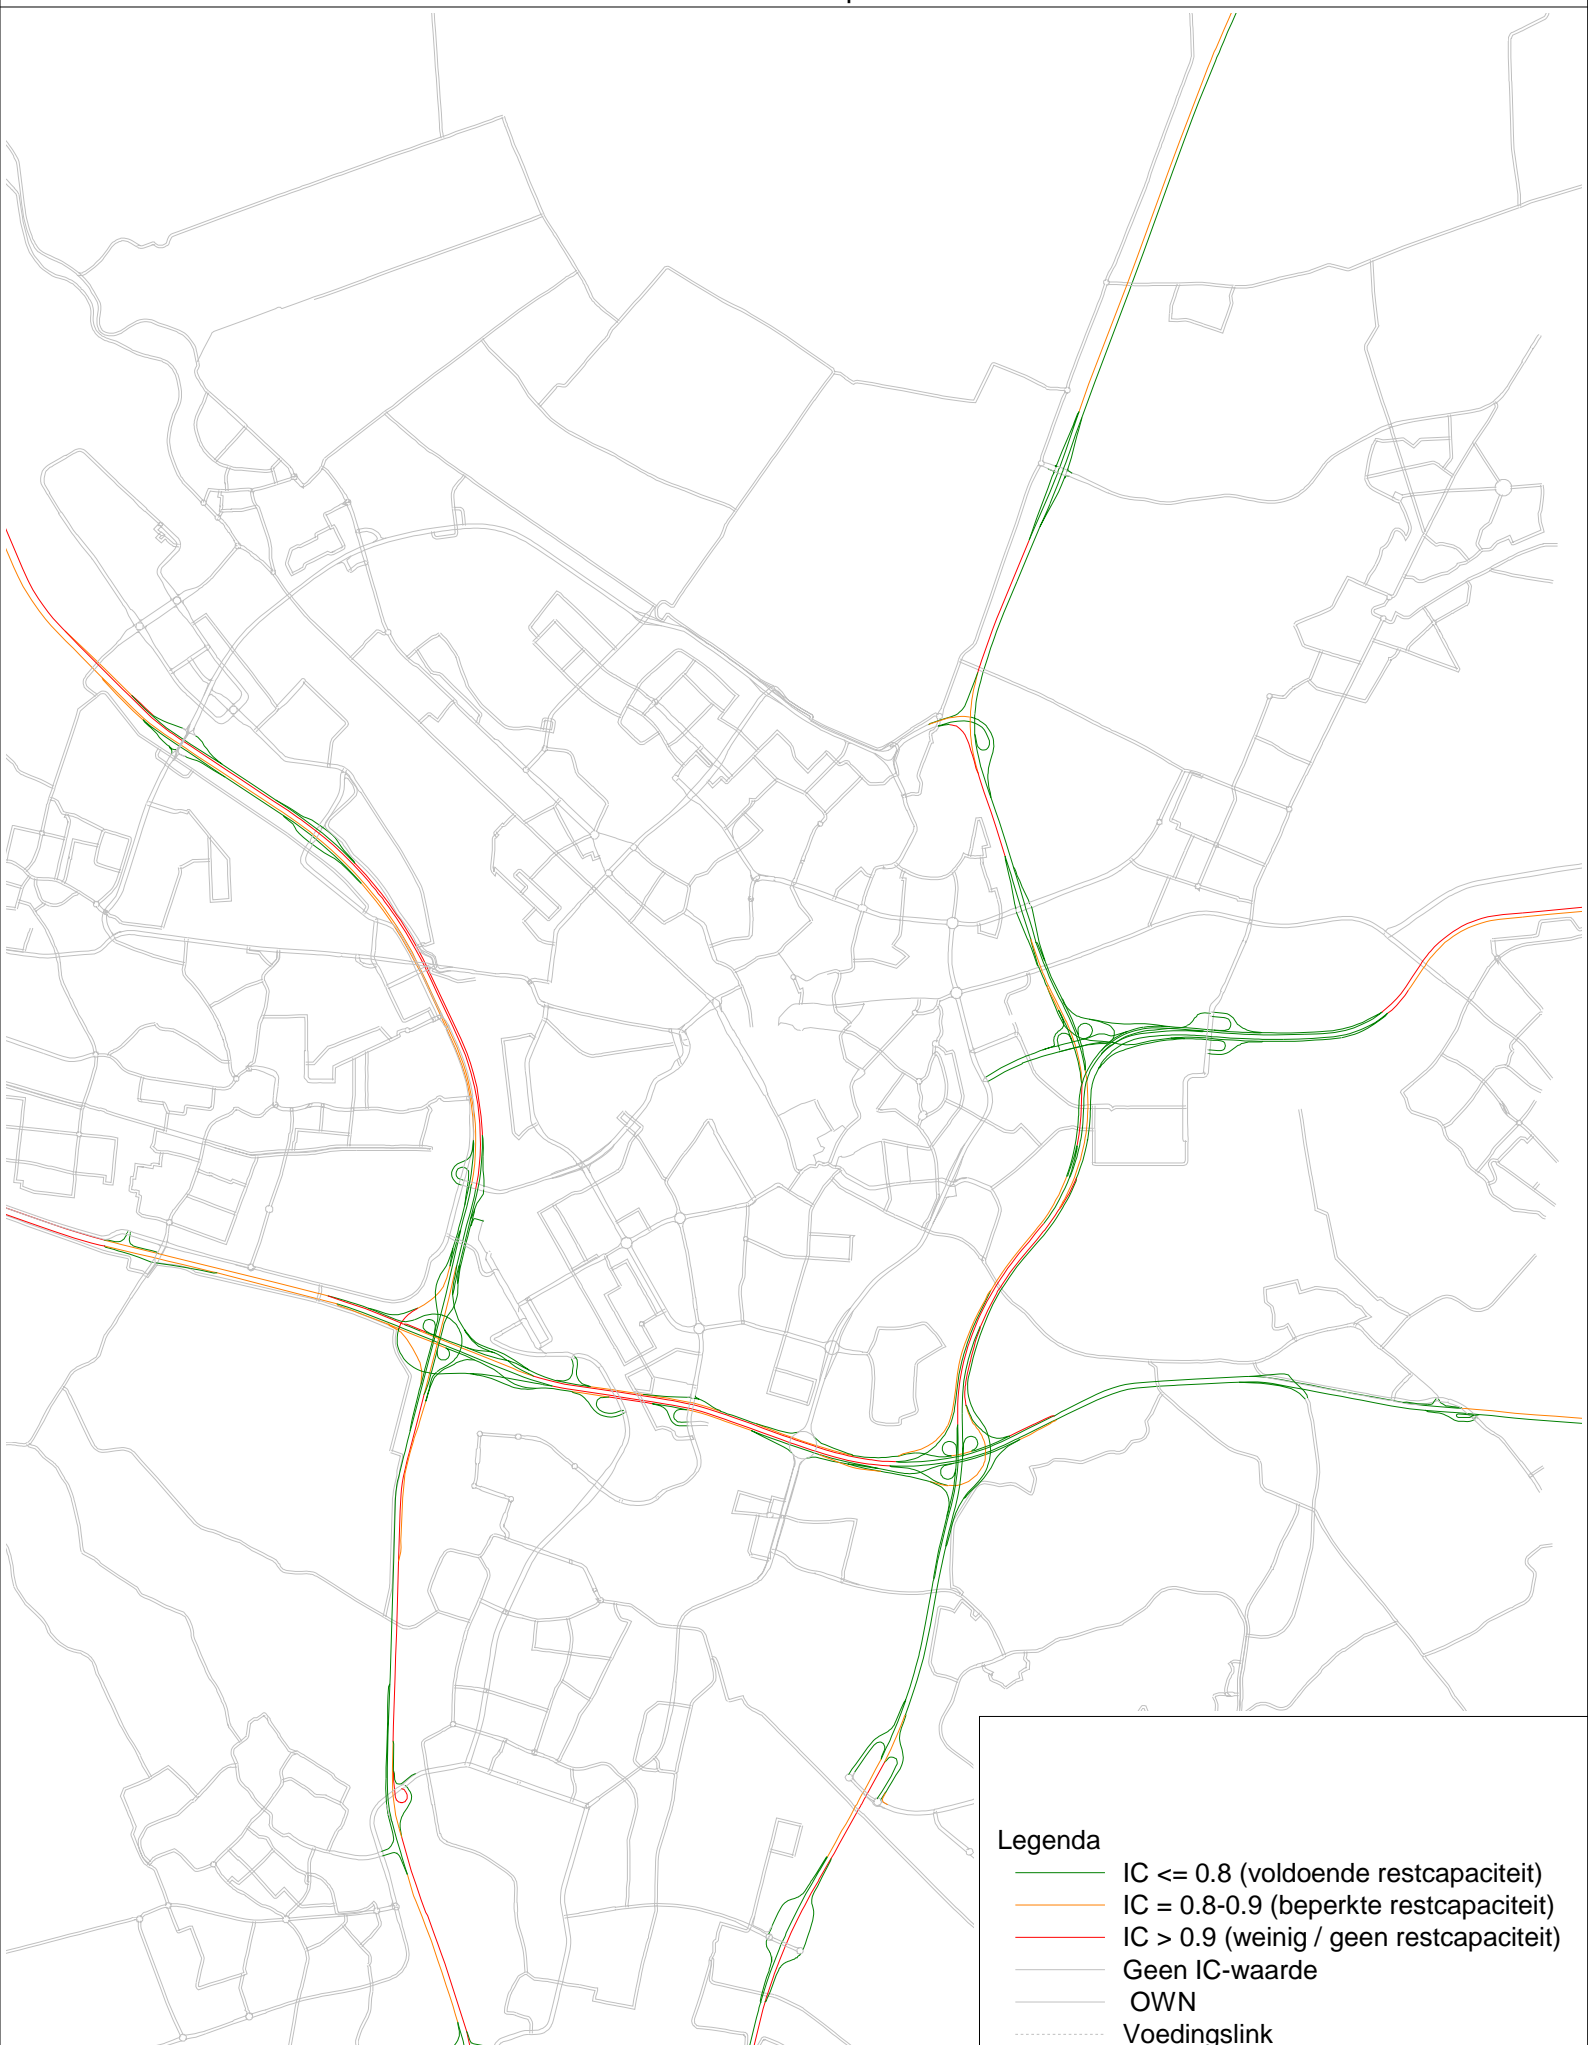 Legenda
IC <= 0.8 (voldoende restcapaciteit)
IC = 0.8-0.9 (beperkte restcapaciteit)
IC > 0.9 (weinig / geen restcapaciteit)
Geen IC-waarde
OWN
Voedingslink